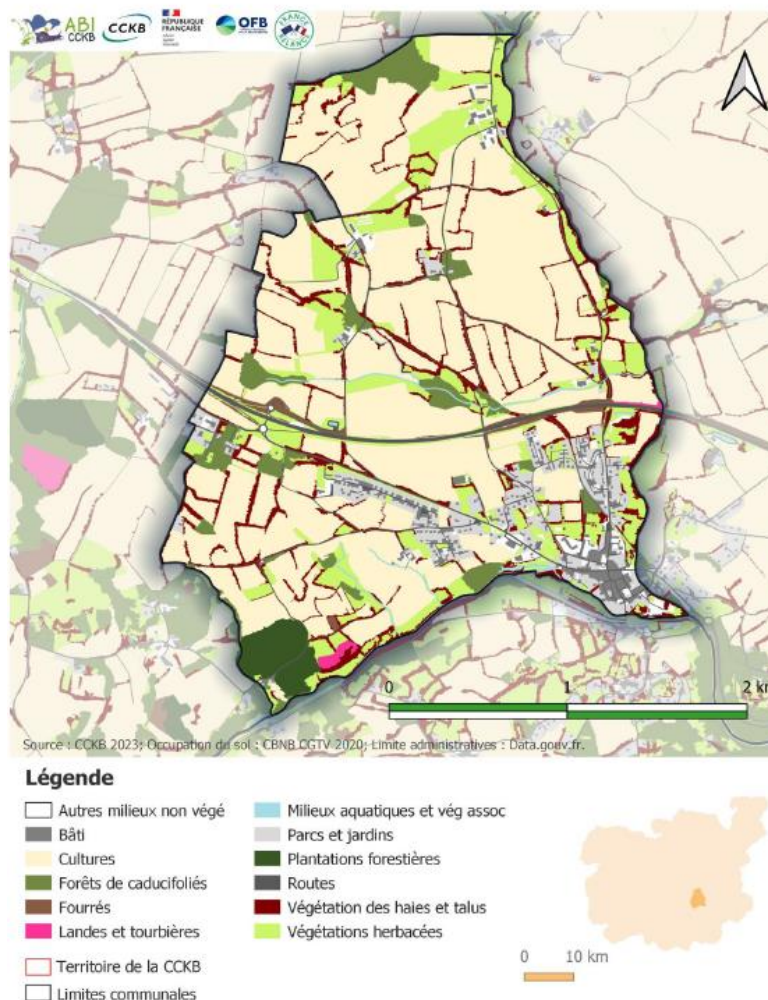 ABI
CCKB
CCKB
RÉPUBLIQUE
FRANÇAISE
OFB
FRANCE
RELANCE
0 1 2 km
Source : CCKB 2023; Occupation du sol : CBNB CGTV 2020; Limite administratives : Data.gouv.fr.
Légende
Autres milieux non végé
Bâti
Cultures
Forêts de caducifoliés
Fourrés
Landes et tourbières
Territoire de la CCKB
Limites communales
Milieux aquatiques et vég assoc
Parcs et jardins
Plantations forestières
Routes
Végétation des haies et talus
Végétations herbacées
0 10 km